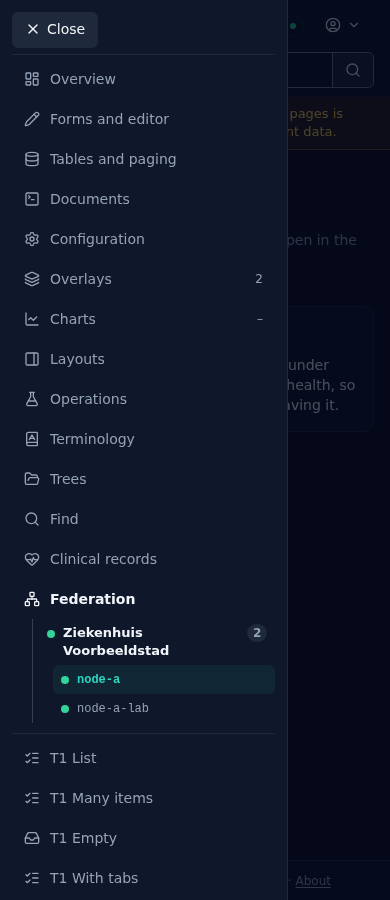 Close
pages is
nt data.
Overview
Forms and editor
Tables and paging
Documents
Configuration
pen in the
Overlays 2
Charts –
Layouts
under
health, so
aving it.
Operations
Terminology
Trees
Find
Clinical records
Federation
Ziekenhuis
Voorbeeldstad 2
node-a
node-a-lab
T1 List
T1 Many items
T1 Empty
T1 With tabs
· About